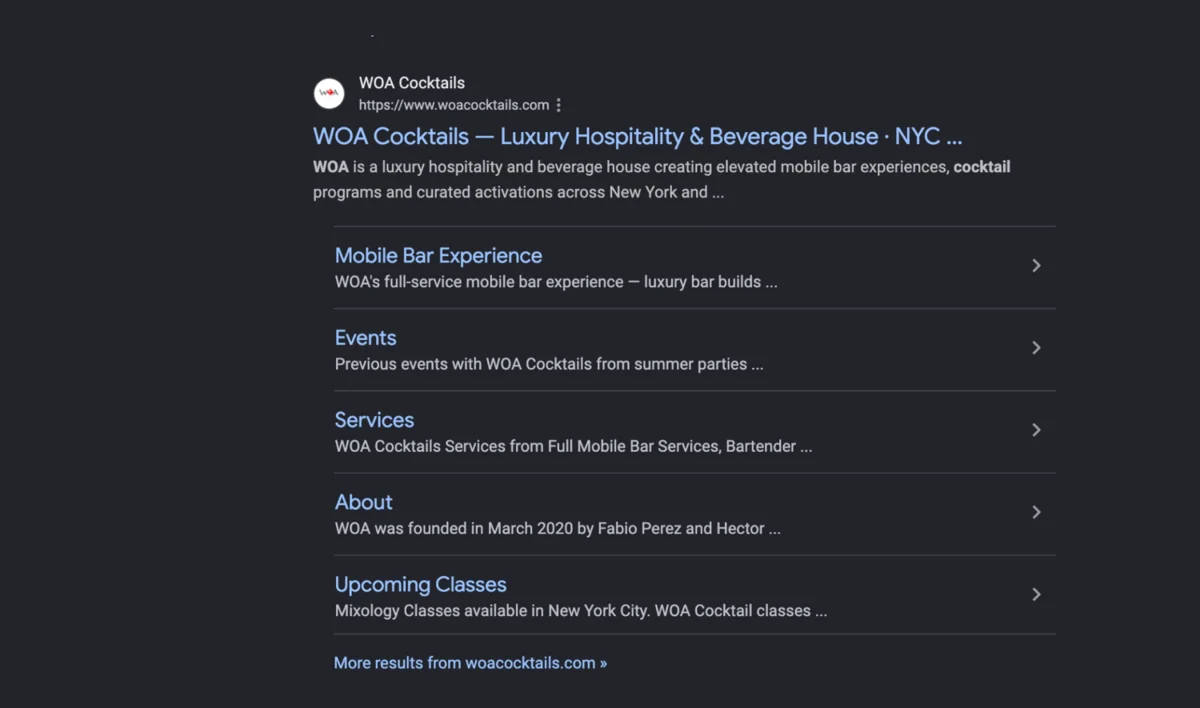 WOA
WOA Cocktails
https://www.woacocktails.com
WOA Cocktails — Luxury Hospitality & Beverage House · NYC ...
WOA is a luxury hospitality and beverage house creating elevated mobile bar experiences, cocktail
programs and curated activations across New York and ...
Mobile Bar Experience
WOA's full-service mobile bar experience — luxury bar builds ...
Events
Previous events with WOA Cocktails from summer parties ...
Services
WOA Cocktails Services from Full Mobile Bar Services, Bartender ...
About
WOA was founded in March 2020 by Fabio Perez and Hector ...
Upcoming Classes
Mixology Classes available in New York City. WOA Cocktail classes ...
More results from woacocktails.com »